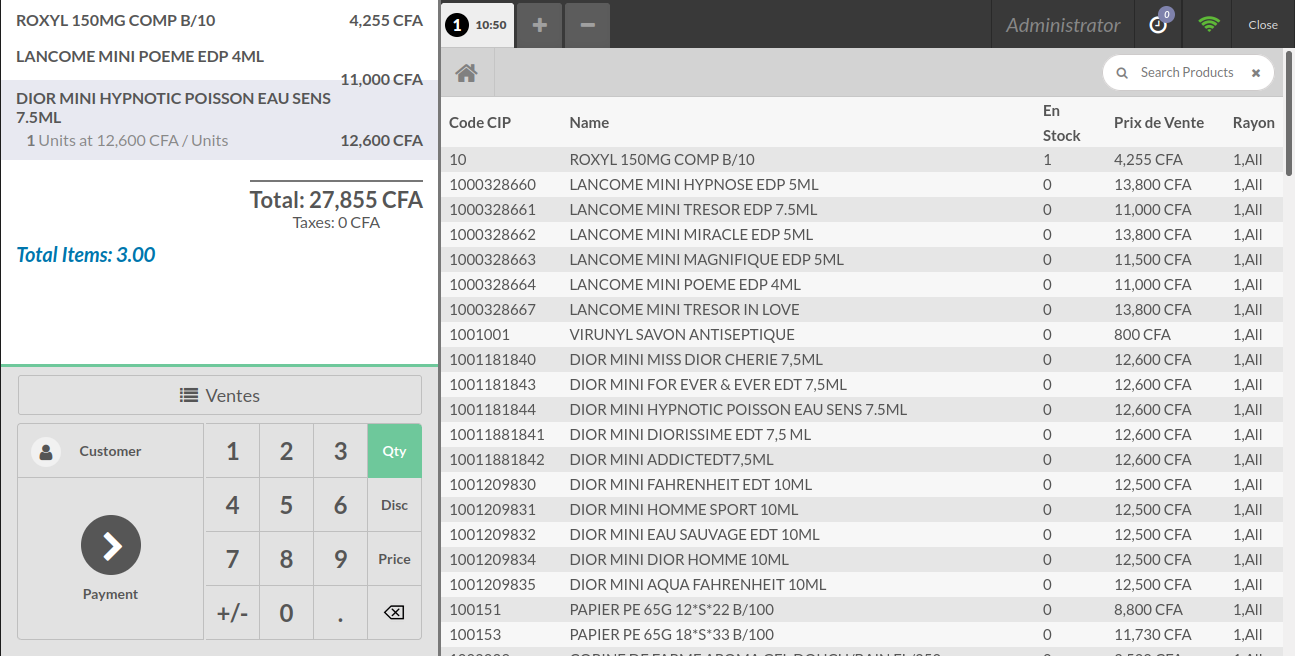 ROXYL 150MG COMP B/10 4,255 CFA
LANCOME MINI POEME EDP 4ML
11,000 CFA
DIOR MINI HYPNOTIC POISSON EAU SENS
7.5ML
1 Units at 12,600 CFA / Units 12,600 CFA
Total: 27,855 CFA
Taxes: 0 CFA
Total Items: 3.00
Ventes
Customer
Payment
1 2 3 Qty
4 5 6 Disc
7 8 9 Price
+/- 0 .
1 10:50 + − Administrator 0 Close
Search Products
Code CIP Name En Stock Prix de Vente Rayon
10 ROXYL 150MG COMP B/10 1 4,255 CFA 1,All
1000328660 LANCOME MINI HYPNOSE EDP 5ML 0 13,800 CFA 1,All
1000328661 LANCOME MINI TRESOR EDP 7.5ML 0 11,000 CFA 1,All
1000328662 LANCOME MINI MIRACLE EDP 5ML 0 13,800 CFA 1,All
1000328663 LANCOME MINI MAGNIFIQUE EDP 5ML 0 11,500 CFA 1,All
1000328664 LANCOME MINI POEME EDP 4ML 0 11,000 CFA 1,All
1000328667 LANCOME MINI TRESOR IN LOVE 0 13,800 CFA 1,All
1001001 VIRUNYL SAVON ANTISEPTIQUE 0 800 CFA 1,All
1001181840 DIOR MINI MISS DIOR CHERIE 7,5ML 0 12,600 CFA 1,All
1001181843 DIOR MINI FOR EVER & EVER EDT 7,5ML 0 12,600 CFA 1,All
1001181844 DIOR MINI HYPNOTIC POISSON EAU SENS 7.5ML 0 12,600 CFA 1,All
10011881841 DIOR MINI DIORISSIME EDT 7,5 ML 0 12,600 CFA 1,All
10011881842 DIOR MINI ADDICTEDT7,5ML 0 12,600 CFA 1,All
1001209830 DIOR MINI FAHRENHEIT EDT 10ML 0 12,500 CFA 1,All
1001209831 DIOR MINI HOMME SPORT 10ML 0 12,500 CFA 1,All
1001209832 DIOR MINI EAU SAUVAGE EDT 10ML 0 12,500 CFA 1,All
1001209834 DIOR MINI DIOR HOMME 10ML 0 12,500 CFA 1,All
1001209835 DIOR MINI AQUA FAHRENHEIT 10ML 0 12,500 CFA 1,All
100151 PAPIER PE 65G 12*S*22 B/100 0 8,800 CFA 1,All
100153 PAPIER PE 65G 18*S*33 B/100 0 11,730 CFA 1,All